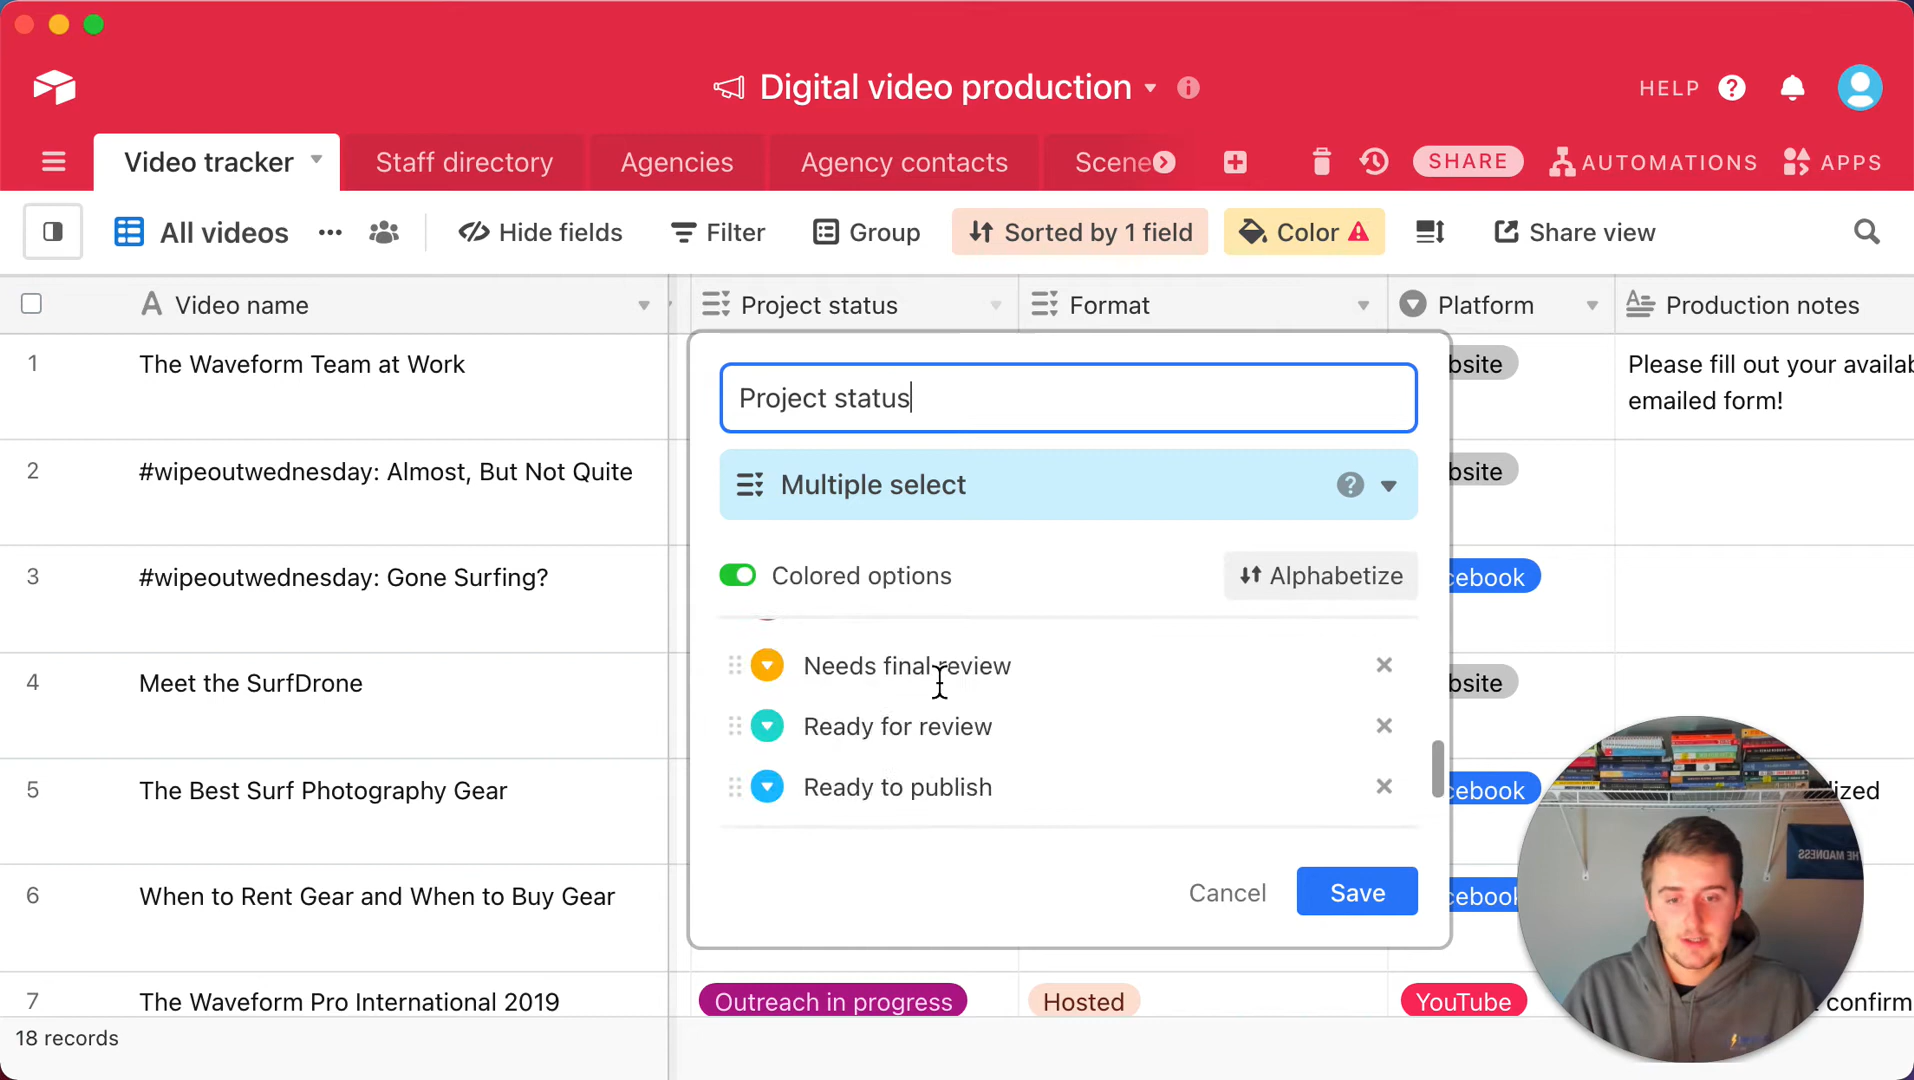 Digital video production
HELP
Video tracker
Staff directory
Agencies
Agency contacts
Scene
SHARE
AUTOMATIONS
APPS
All videos
Hide fields
Filter
Group
Sorted by 1 field
Color
Share view
Video name
Project status
Format
Platform
Production notes
1 The Waveform Team at Work
bsite
Please fill out your availab
emailed form!
2 #wipeoutwednesday: Almost, But Not Quite
bsite
3 #wipeoutwednesday: Gone Surfing?
cebook
4 Meet the SurfDrone
bsite
5 The Best Surf Photography Gear
cebook
lized
6 When to Rent Gear and When to Buy Gear
cebook
7 The Waveform Pro International 2019
Outreach in progress
Hosted
YouTube
confirm
18 records
Project status
Multiple select
Colored options
Alphabetize
Needs final review
Ready for review
Ready to publish
Cancel
Save
HE MADNESS